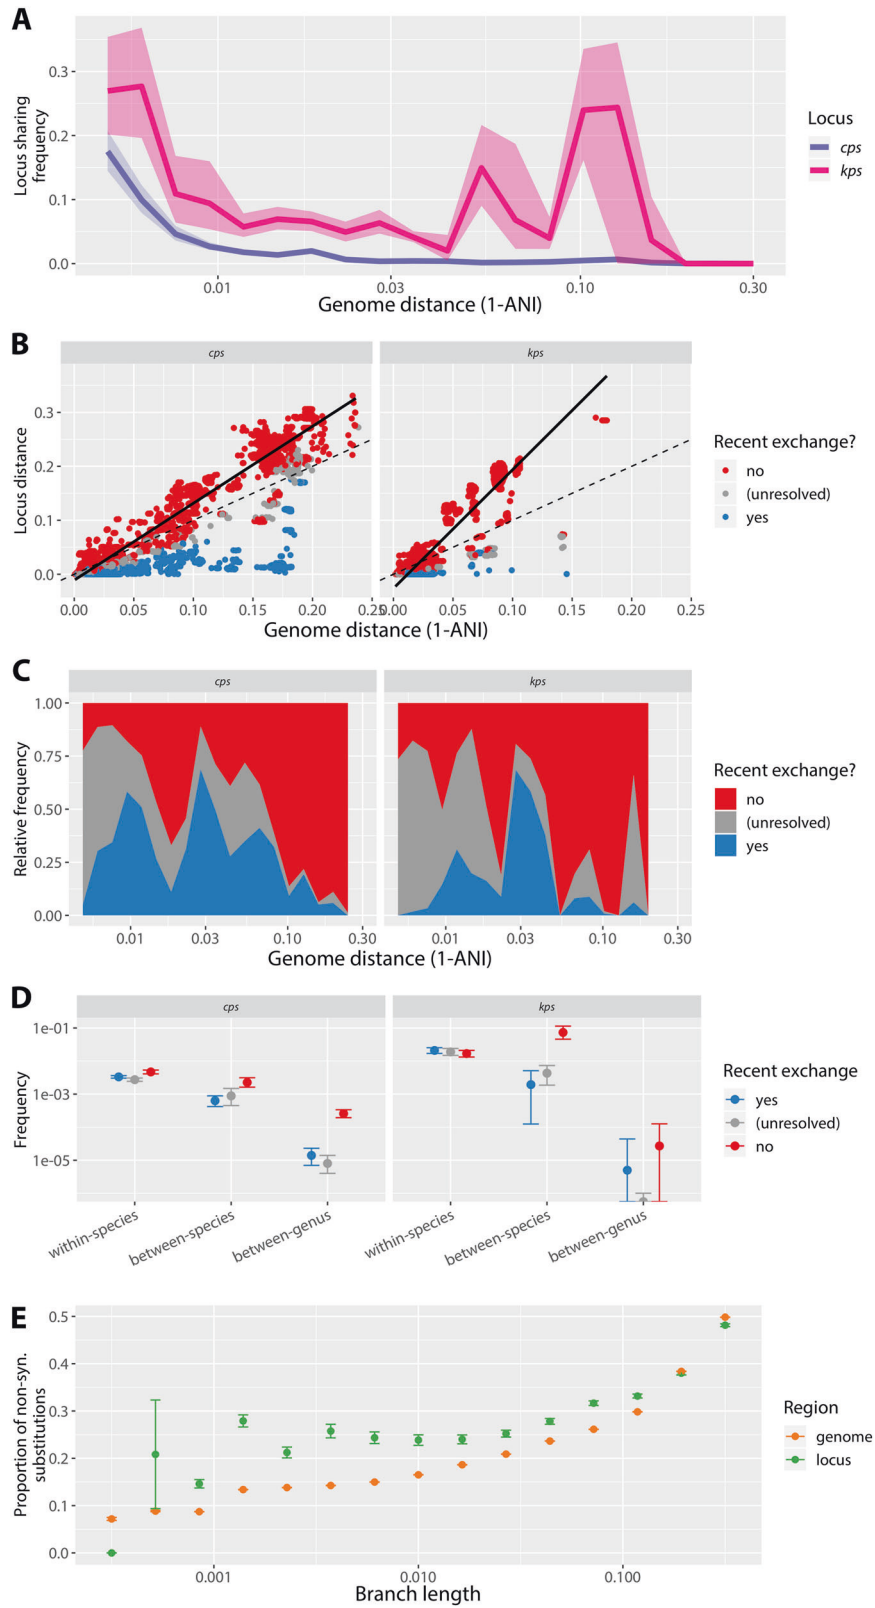 A
Locus sharing
frequency
0.3
0.2
0.1
0.0
0.01
0.03
0.10
0.30
Genome distance (1-ANI)
Locus
cps
kps
B
cps
kps
Locus distance
0.3
0.2
0.1
0.0
0.00
0.05
0.10
0.15
0.20
0.25
0.00
0.05
0.10
0.15
0.20
0.25
Genome distance (1-ANI)
Recent exchange?
no
(unresolved)
yes
C
cps
kps
Relative frequency
1.00
0.75
0.50
0.25
0.00
0.01
0.03
0.10
0.30
0.01
0.03
0.10
0.30
Genome distance (1-ANI)
Recent exchange?
no
(unresolved)
yes
D
cps
kps
Frequency
1e-01
1e-03
1e-05
within-species
between-species
between-genus
within-species
between-species
between-genus
Recent exchange
yes
(unresolved)
no
E
Proportion of non-syn.
substitutions
0.5
0.4
0.3
0.2
0.1
0.0
0.001
0.010
0.100
Branch length
Region
genome
locus